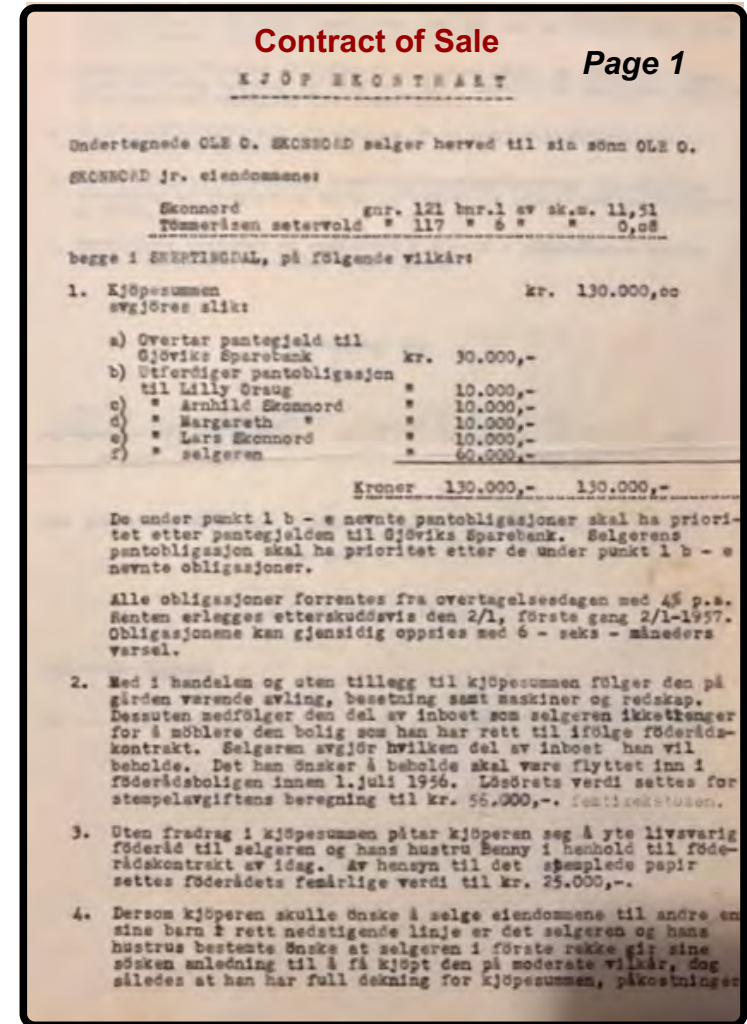 Contract of Sale
Page 1
KJÖPEKONTRAKT
Undertegnede OLE O. SKONNORD selger herved til sin sönn OLE O.
SKONNORD jr. eiendommene:
Skonnord gnr. 121 bnr.1 av sk.m. 11,51
Tömmeråsen setervold " 117 " 6 " " 0,08
begge i SNERTINGDAL, på fölgende vilkår:
1. Kjöpesummen kr. 130.000,oo
avgjöres slik:
a) Overtar pantegjeld til
Gjöviks Sparebank kr. 30.000,-
b) Utferdiger pantobligasjon
til Lilly Oraug " 10.000,-
c) " Arnhild Skonnord " 10.000,-
d) " Margareth " " 10.000,-
e) " Lars Skonnord " 10.000,-
f) " selgeren " 60.000,-
Kroner 130.000,- 130.000,-
De under punkt 1 b - e nevnte pantobligasjoner skal ha priori-
tet etter pantegjelden til Gjöviks Sparebank. Selgerens
pantobligasjon skal ha prioritet etter de under punkt 1 b - e
nevnte obligasjoner.
Alle obligasjoner forrentes fra overtagelsesdagen med 4% p.a.
Renten erlegges etterskuddsvis den 2/1, förste gang 2/1-1957.
Obligasjonene kan gjensidig oppsies med 6 - seks - måneders
varsel.
2. Med i handelen og uten tillegg til kjöpesummen fölger den på
gården værende avling, besetning samt maskiner og redskap.
Dessuten medfölger den del av inboet som selgeren ikke trenger
for å möblere den bolig som han har rett til ifölge föderåds-
kontrakt. Selgeren avgjör hvilken del av inboet han vil
beholde. Det han önsker å beholde skal være flyttet inn i
föderådsboligen innen 1.juli 1956. Lösörets verdi settes for
stempelavgiftens beregning til kr. 56.000,-. femtisekstusen.
3. Uten fradrag i kjöpesummen påtar kjöperen seg å yte livsvarig
föderåd til selgeren og hans hustru Benny i henhold til föde-
rådskontrakt av idag. Av hensyn til det stemplede papir
settes föderådets femårlige verdi til kr. 25.000,-.
4. Dersom kjöperen skulle önske å selge eiendommene til andre en
sine barn i rett nedstigende linje er det selgeren og hans
hustrus bestemte önske at selgeren i förste rekke gir sine
sösken anledning til å få kjöpt den på moderate vilkår, dog
således at han har full dekning for kjöpesummen, påkostninger